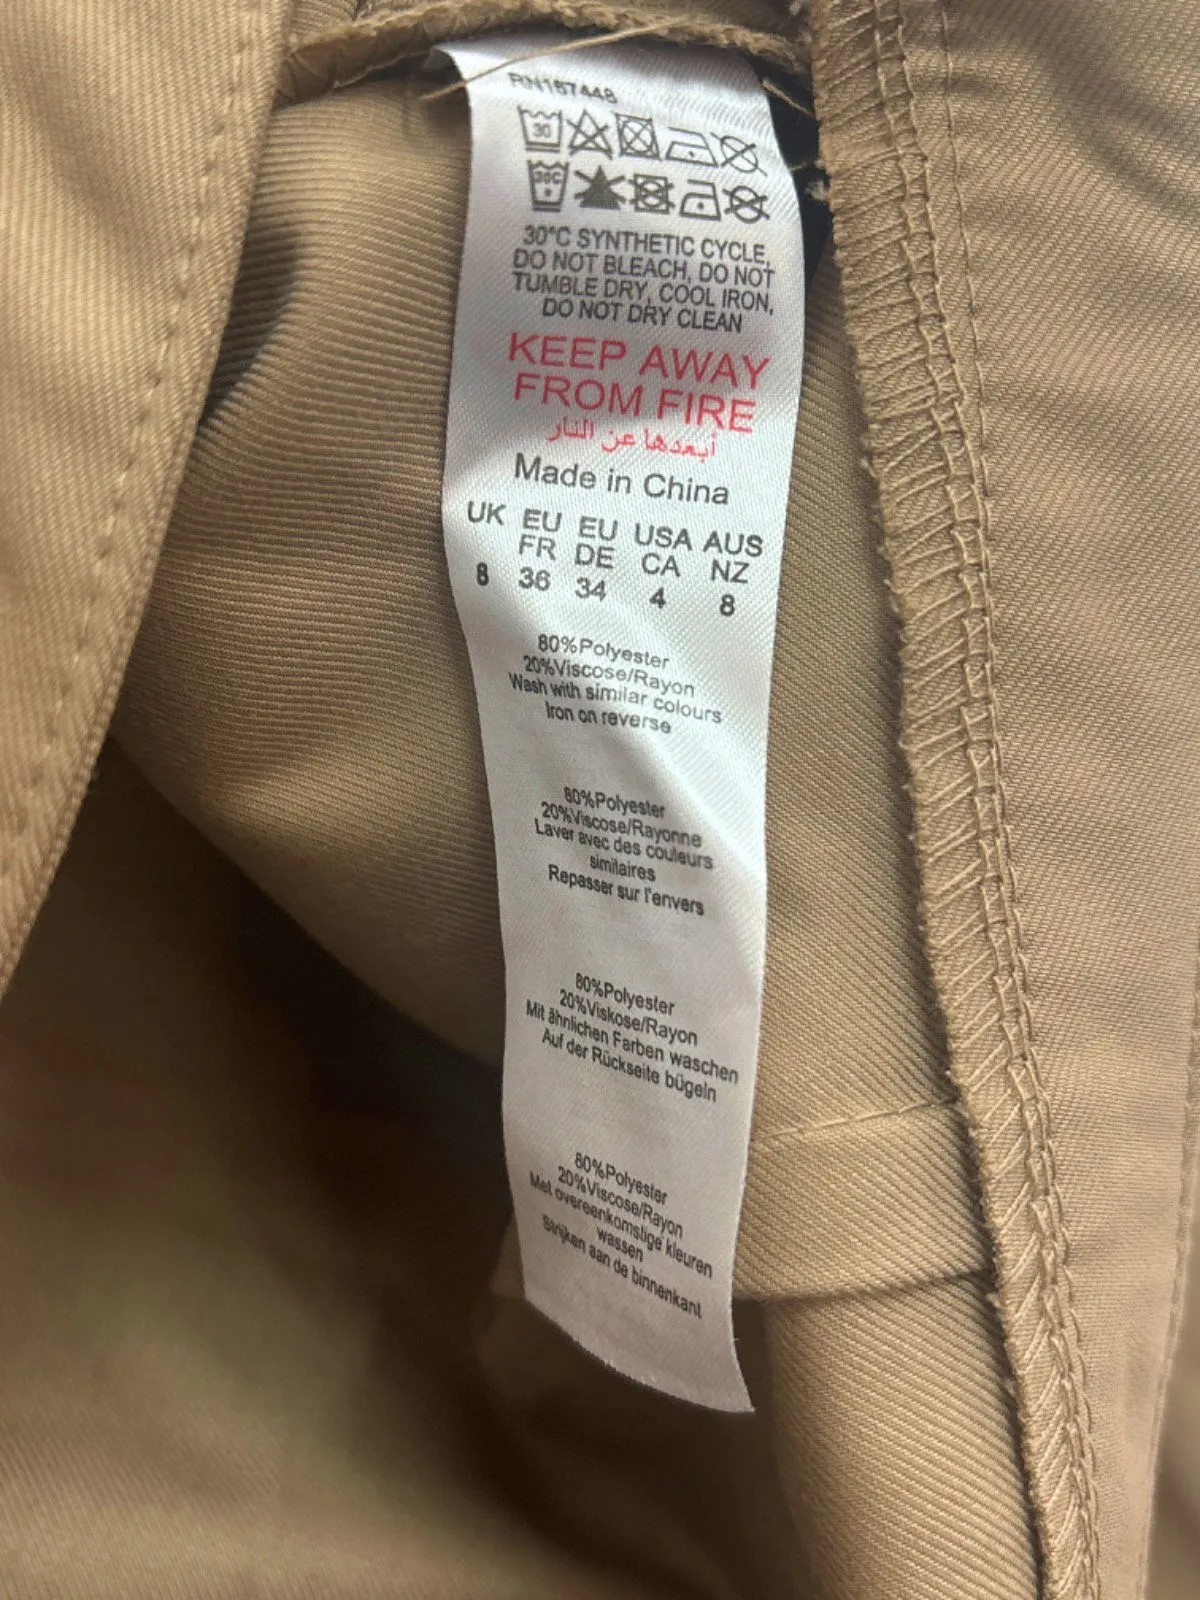 RN157448
30
30C
30°C SYNTHETIC CYCLE,
DO NOT BLEACH, DO NOT
TUMBLE DRY, COOL IRON,
DO NOT DRY CLEAN
KEEP AWAY
FROM FIRE
أبعدها عن النار
Made in China
UK EU EU USA AUS
FR DE CA NZ
8 36 34 4 8
80%Polyester
20%Viscose/Rayon
Wash with similar colours
Iron on reverse
80%Polyester
20%Viscose/Rayonne
Laver avec des couleurs
similaires
Repasser sur l'envers
80%Polyester
20%Viskose/Rayon
Mit ähnlichen Farben waschen
Auf der Rückseite bügeln
80%Polyester
20%Viscose/Rayon
Met overeenkomstige kleuren
wassen
Strijken aan de binnenkant